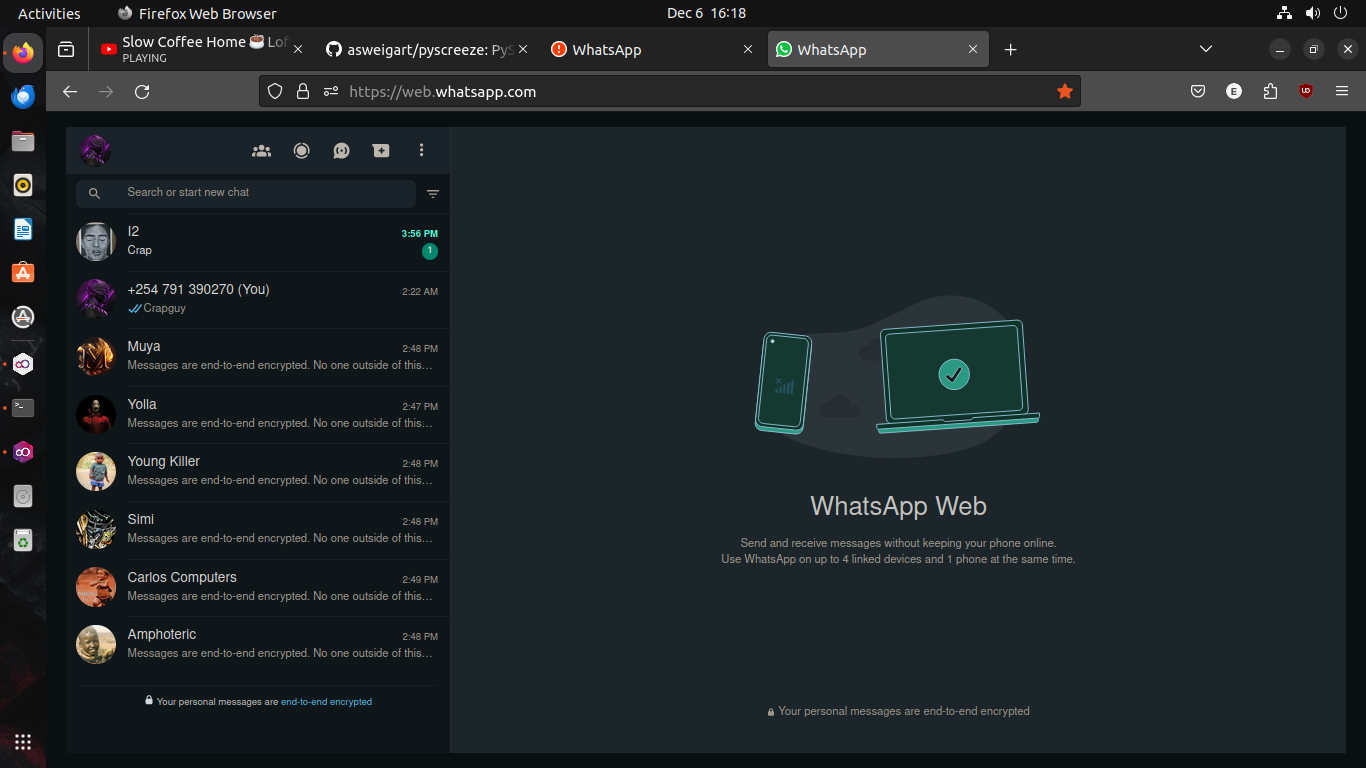 Activities
Firefox Web Browser
Dec 6 16:18
Slow Coffee Home ☕ Lof
PLAYING
asweigart/pyscreeze: PyS
WhatsApp
WhatsApp
https://web.whatsapp.com
E
Search or start new chat
I2
3:56 PM
Crap
1
+254 791 390270 (You)
2:22 AM
Crapguy
Muya
2:48 PM
Messages are end-to-end encrypted. No one outside of this…
Yolla
2:47 PM
Messages are end-to-end encrypted. No one outside of this…
Young Killer
2:48 PM
Messages are end-to-end encrypted. No one outside of this…
Simi
2:48 PM
Messages are end-to-end encrypted. No one outside of this…
Carlos Computers
2:49 PM
Messages are end-to-end encrypted. No one outside of this…
Amphoteric
2:48 PM
Messages are end-to-end encrypted. No one outside of this…
Your personal messages are end-to-end encrypted
WhatsApp Web
Send and receive messages without keeping your phone online.
Use WhatsApp on up to 4 linked devices and 1 phone at the same time.
Your personal messages are end-to-end encrypted